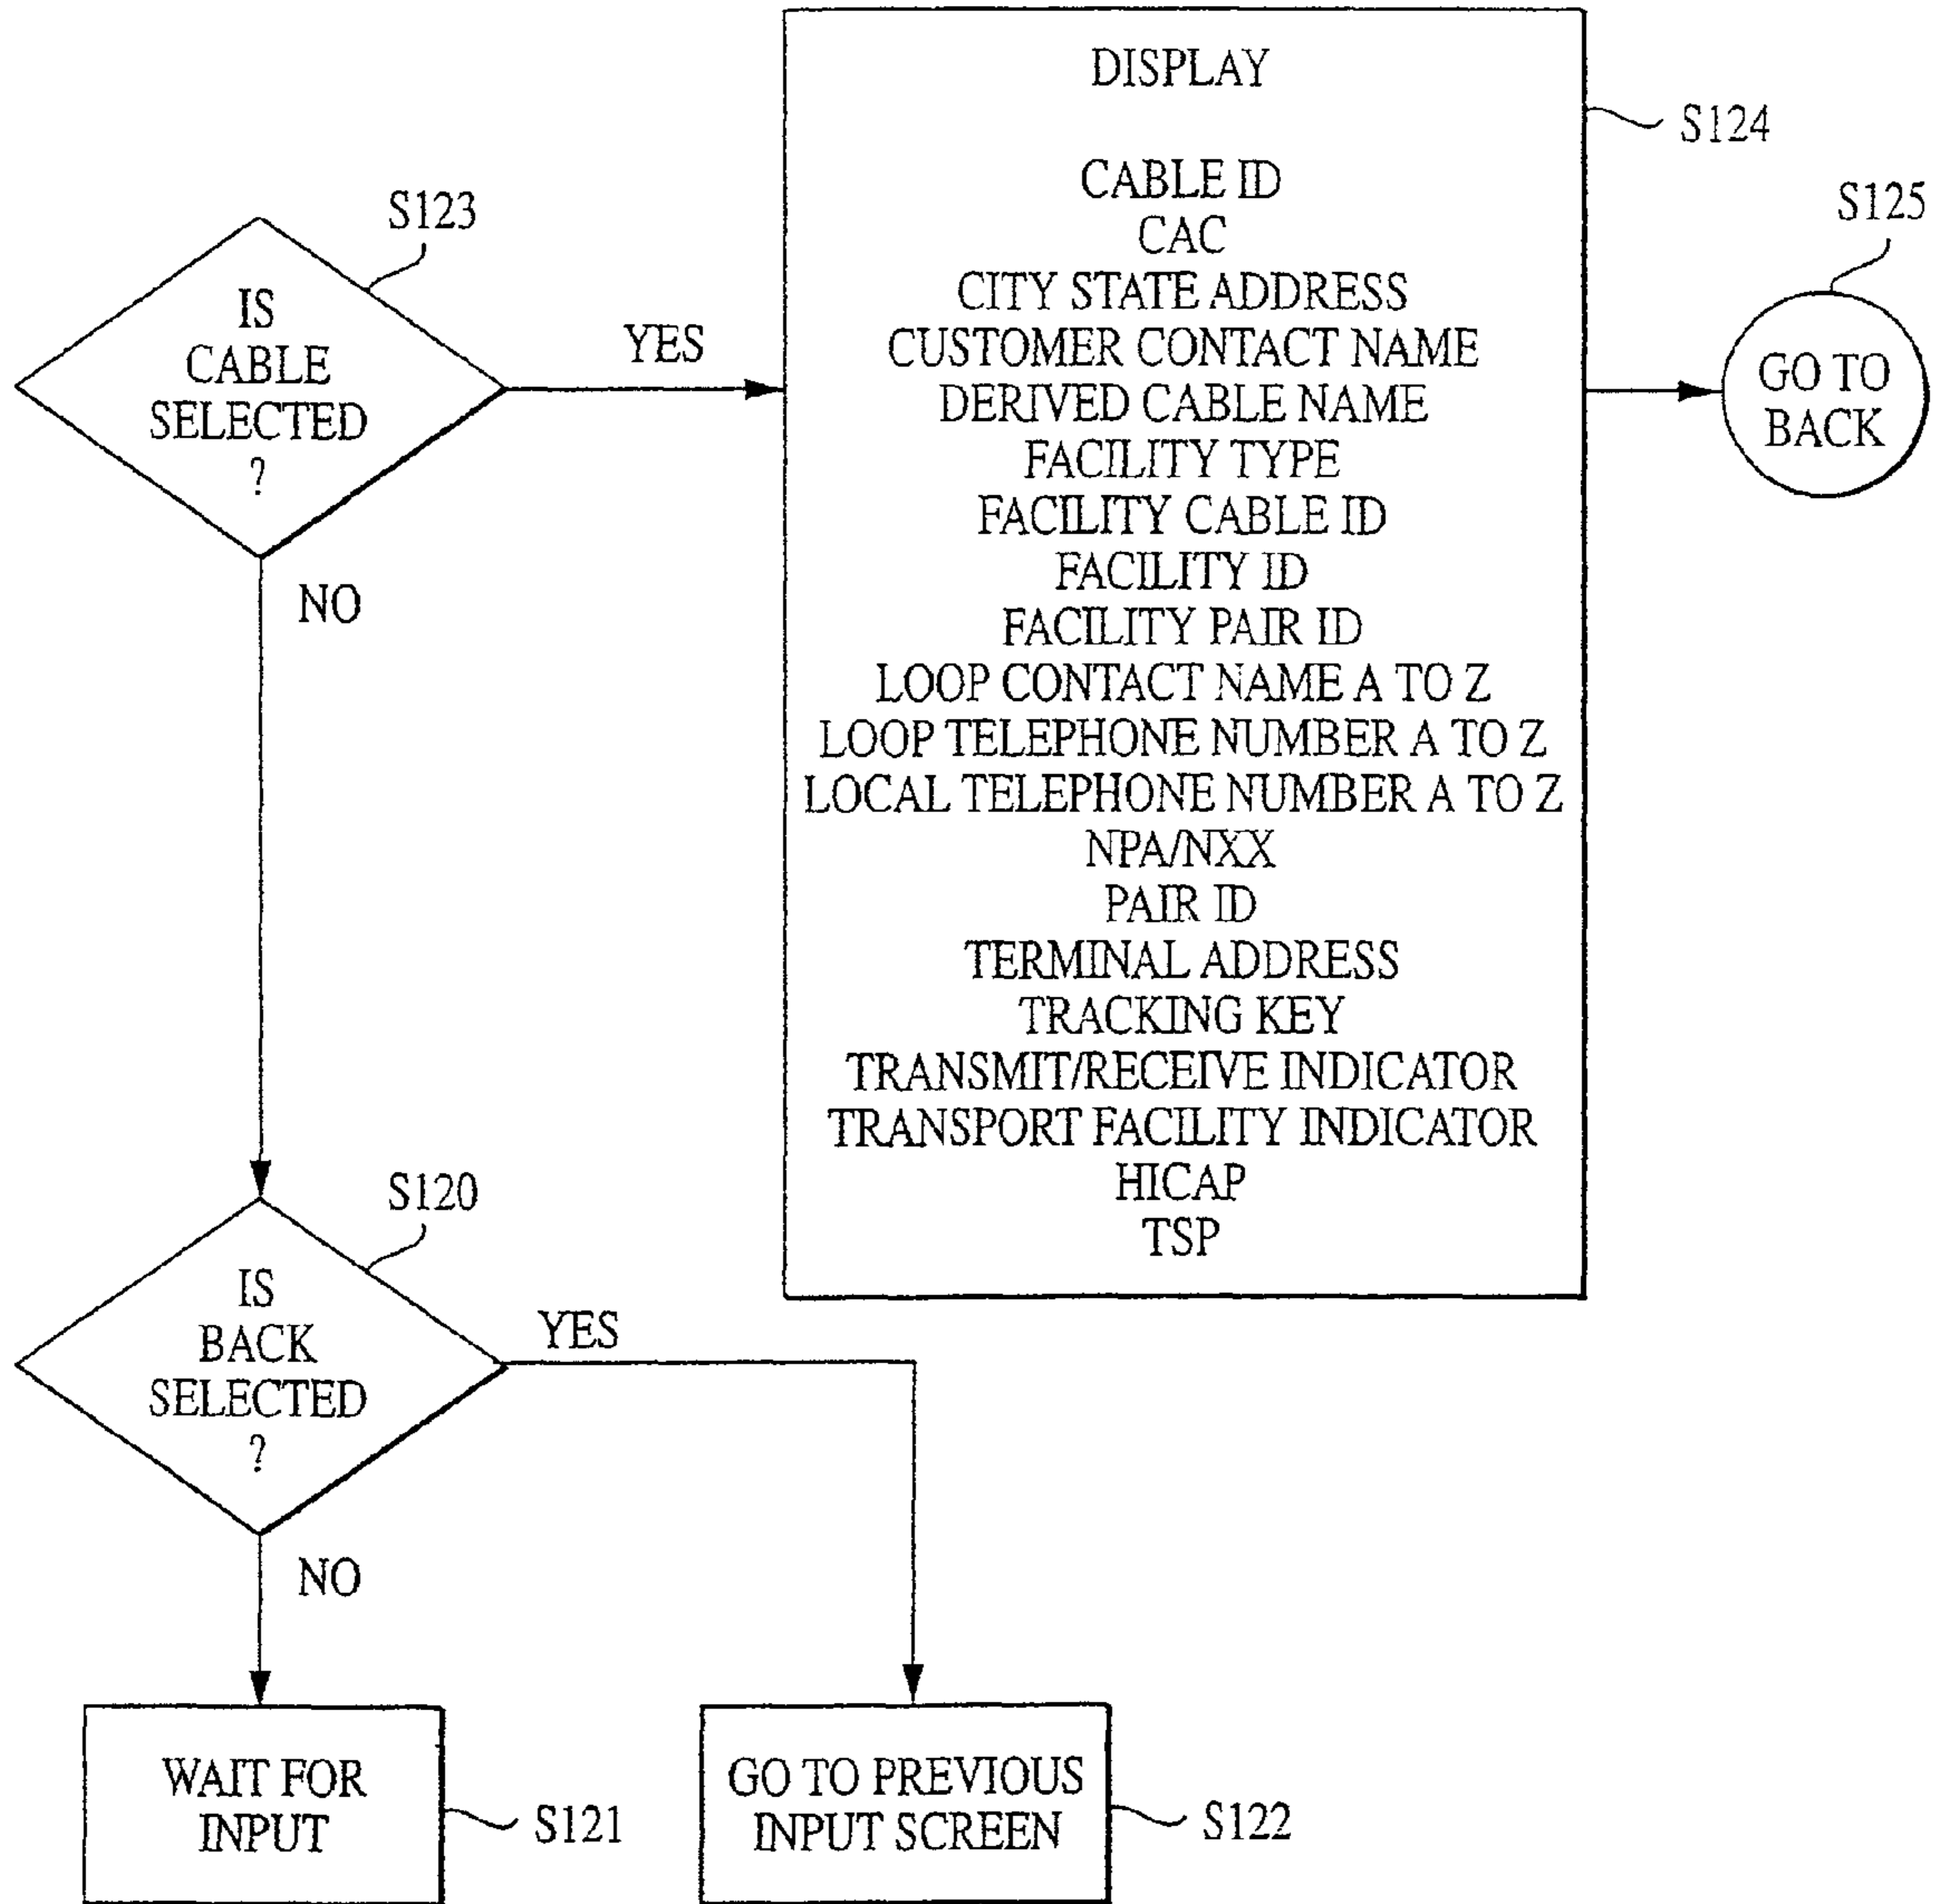 S123
IS
CABLE
SELECTED
?
YES
NO
DISPLAY
CABLE ID
CAC
CITY STATE ADDRESS
CUSTOMER CONTACT NAME
DERIVED CABLE NAME
FACILITY TYPE
FACILITY CABLE ID
FACILITY ID
FACILITY PAIR ID
LOOP CONTACT NAME A TO Z
LOOP TELEPHONE NUMBER A TO Z
LOCAL TELEPHONE NUMBER A TO Z
NPA/NXX
PAIR ID
TERMINAL ADDRESS
TRACKING KEY
TRANSMIT/RECEIVE INDICATOR
TRANSPORT FACILITY INDICATOR
HICAP
TSP
S124
S125
GO TO
BACK
S120
IS
BACK
SELECTED
?
YES
NO
WAIT FOR
INPUT
S121
GO TO PREVIOUS
INPUT SCREEN
S122